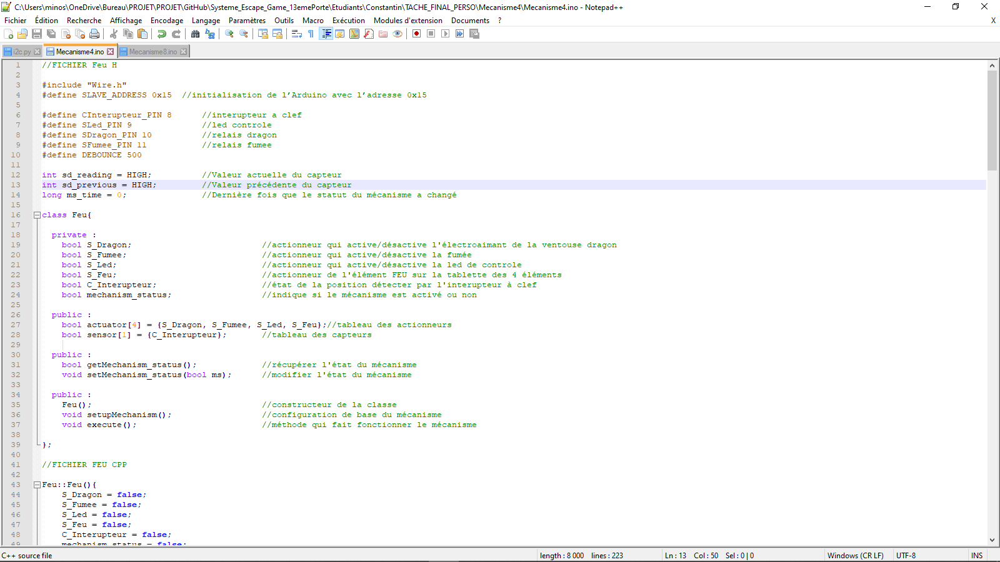 C:\Users\minos\OneDrive\Bureau\PROJET\PROJET\GitHub\Systeme_Escape_Game_13emePorte\Etudiants\Constantin\TACHE_FINAL_PERSO\Mecanisme4\Mecanisme4.ino - Notepad++
Fichier Édition Recherche Affichage Encodage Langage Paramètres Outils Macro Exécution Modules d'extension Documents ? X
i2c.py Mecanisme4.ino Mecanisme8.ino
1 //FICHIER Feu H
2
3 #include "Wire.h"
4 #define SLAVE_ADDRESS 0x15 //initialisation de l’Arduino avec l’adresse 0x15
5
6 #define CInterupteur_PIN 8 //interupteur a clef
7 #define SLed_PIN 9 //led controle
8 #define SDragon_PIN 10 //relais dragon
9 #define SFumee_PIN 11 //relais fumee
10 #define DEBOUNCE 500
11
12 int sd_reading = HIGH; //Valeur actuelle du capteur
13 int sd_previous = HIGH; //Valeur précédente du capteur
14 long ms_time = 0; //Dernière fois que le statut du mécanisme a changé
15
16 class Feu{
17
18 private :
19 bool S_Dragon; //actionneur qui active/désactive l'électroaimant de la ventouse dragon
20 bool S_Fumee; //actionneur qui active/désactive la fumée
21 bool S_Led; //actionneur qui active/désactive la led de controle
22 bool S_Feu; //actionneur de l'élément FEU sur la tablette des 4 éléments
23 bool C_Interupteur; //état de la position détecter par l'interupteur à clef
24 bool mechanism_status; //indique si le mécanisme est activé ou non
25
26 public :
27 bool actuator[4] = {S_Dragon, S_Fumee, S_Led, S_Feu};//tableau des actionneurs
28 bool sensor[1] = {C_Interupteur}; //tableau des capteurs
29
30 public :
31 bool getMechanism_status(); //récupérer l'état du mécanisme
32 void setMechanism_status(bool ms); //modifier l'état du mécanisme
33
34 public :
35 Feu(); //constructeur de la classe
36 void setupMechanism(); //configuration de base du mécanisme
37 void execute(); //méthode qui fait fonctionner le mécanisme
38
39 };
40
41 //FICHIER FEU CPP
42
43 Feu::Feu(){
44 S_Dragon = false;
45 S_Fumee = false;
46 S_Led = false;
47 S_Feu = false;
48 C_Interupteur = false;
49 mechanism_status = false;
C++ source file length : 8 000 lines : 223 Ln : 13 Col : 50 Sel : 0 | 0 Windows (CR LF) UTF-8 INS